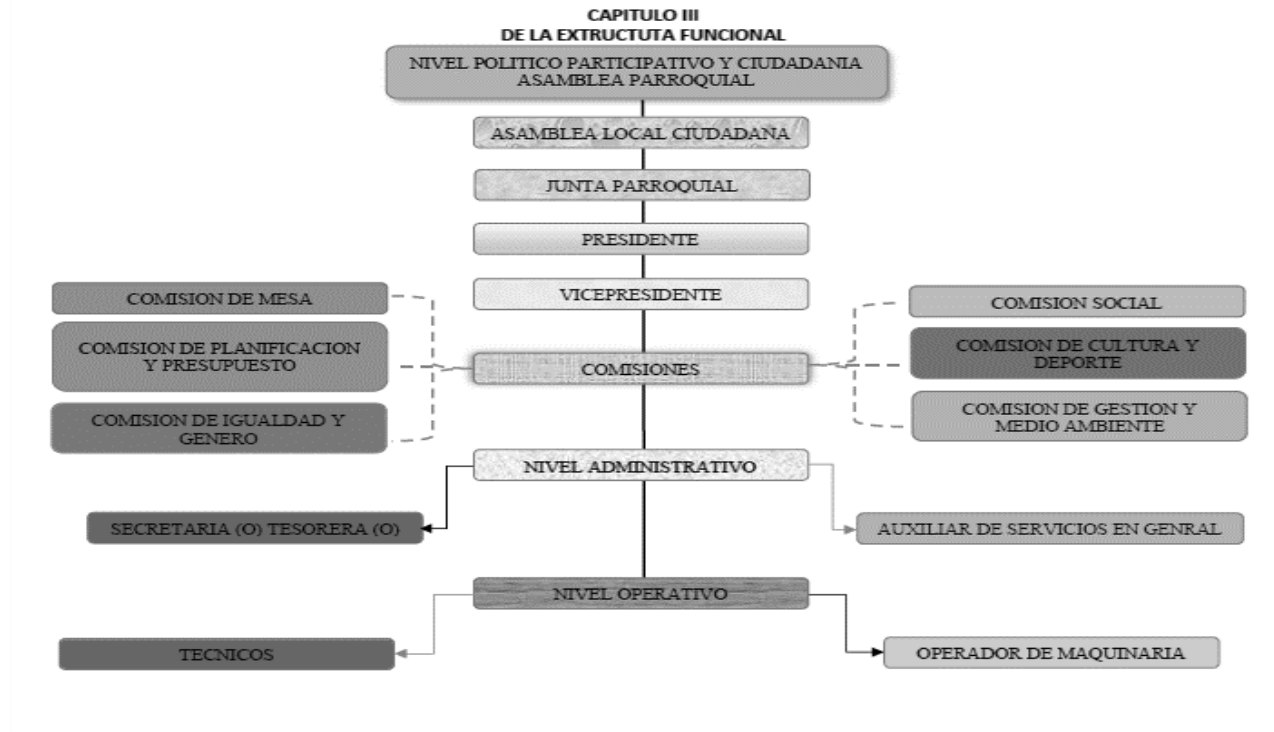 CAPITULO III
DE LA EXTRUCTUTA FUNCIONAL
NIVEL POLITICO PARTICIPATIVO Y CIUDADANIA
ASAMBLEA PARROQUIAL
ASAMBLEA LOCAL CIUDADANA
JUNTA PARROQUIAL
PRESIDENTE
VICEPRESIDENTE
COMISION DE MESA
COMISION DE PLANIFICACION
Y PRESUPUESTO
COMISION DE IGUALDAD Y
GENERO
COMISIONES
COMISION SOCIAL
COMISION DE CULTURA Y
DEPORTE
COMISION DE GESTION Y
MEDIO AMBIENTE
NIVEL ADMINISTRATIVO
SECRETARIA (O) TESORERA (O)
AUXILIAR DE SERVICIOS EN GENRAL
NIVEL OPERATIVO
TECNICOS
OPERADOR DE MAQUINARIA